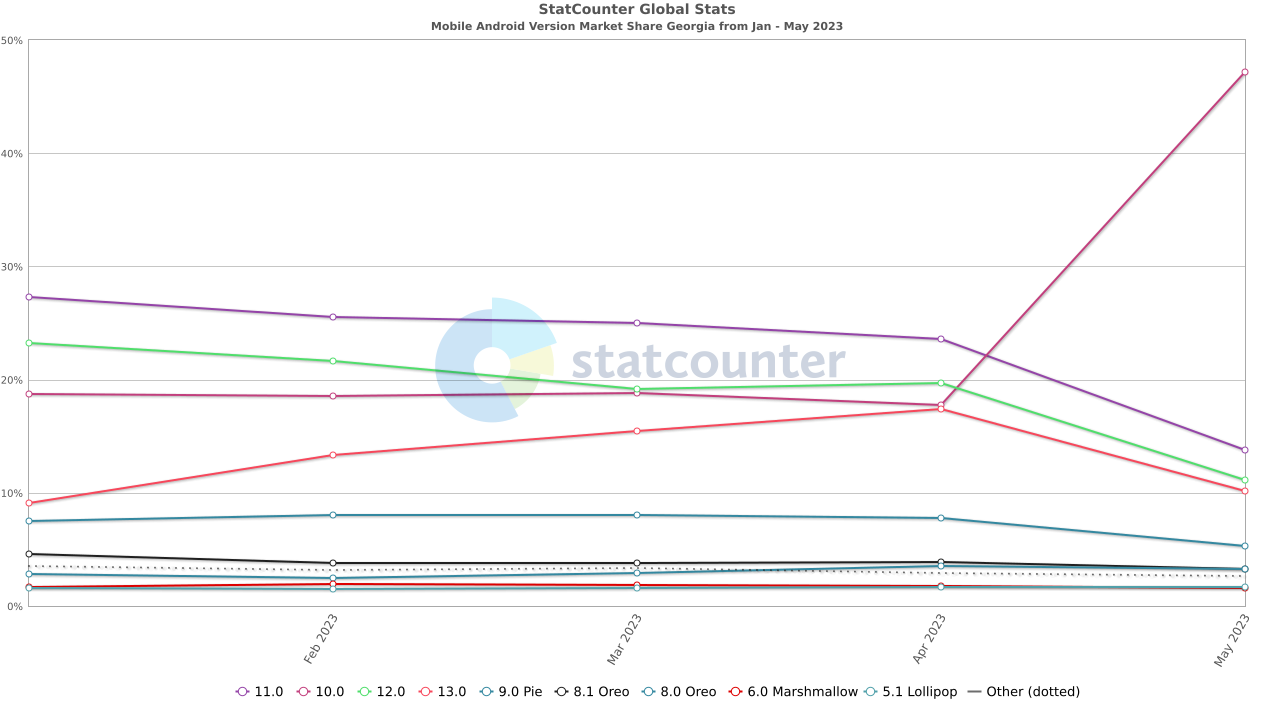 StatCounter Global Stats
Mobile Android Version Market Share Georgia from Jan - May 2023
50%
40%
30%
20%
10%
0%
statcounter
Feb 2023
Mar 2023
Apr 2023
May 2023
11.0 10.0 12.0 13.0 9.0 Pie 8.1 Oreo 8.0 Oreo 6.0 Marshmallow 5.1 Lollipop Other (dotted)